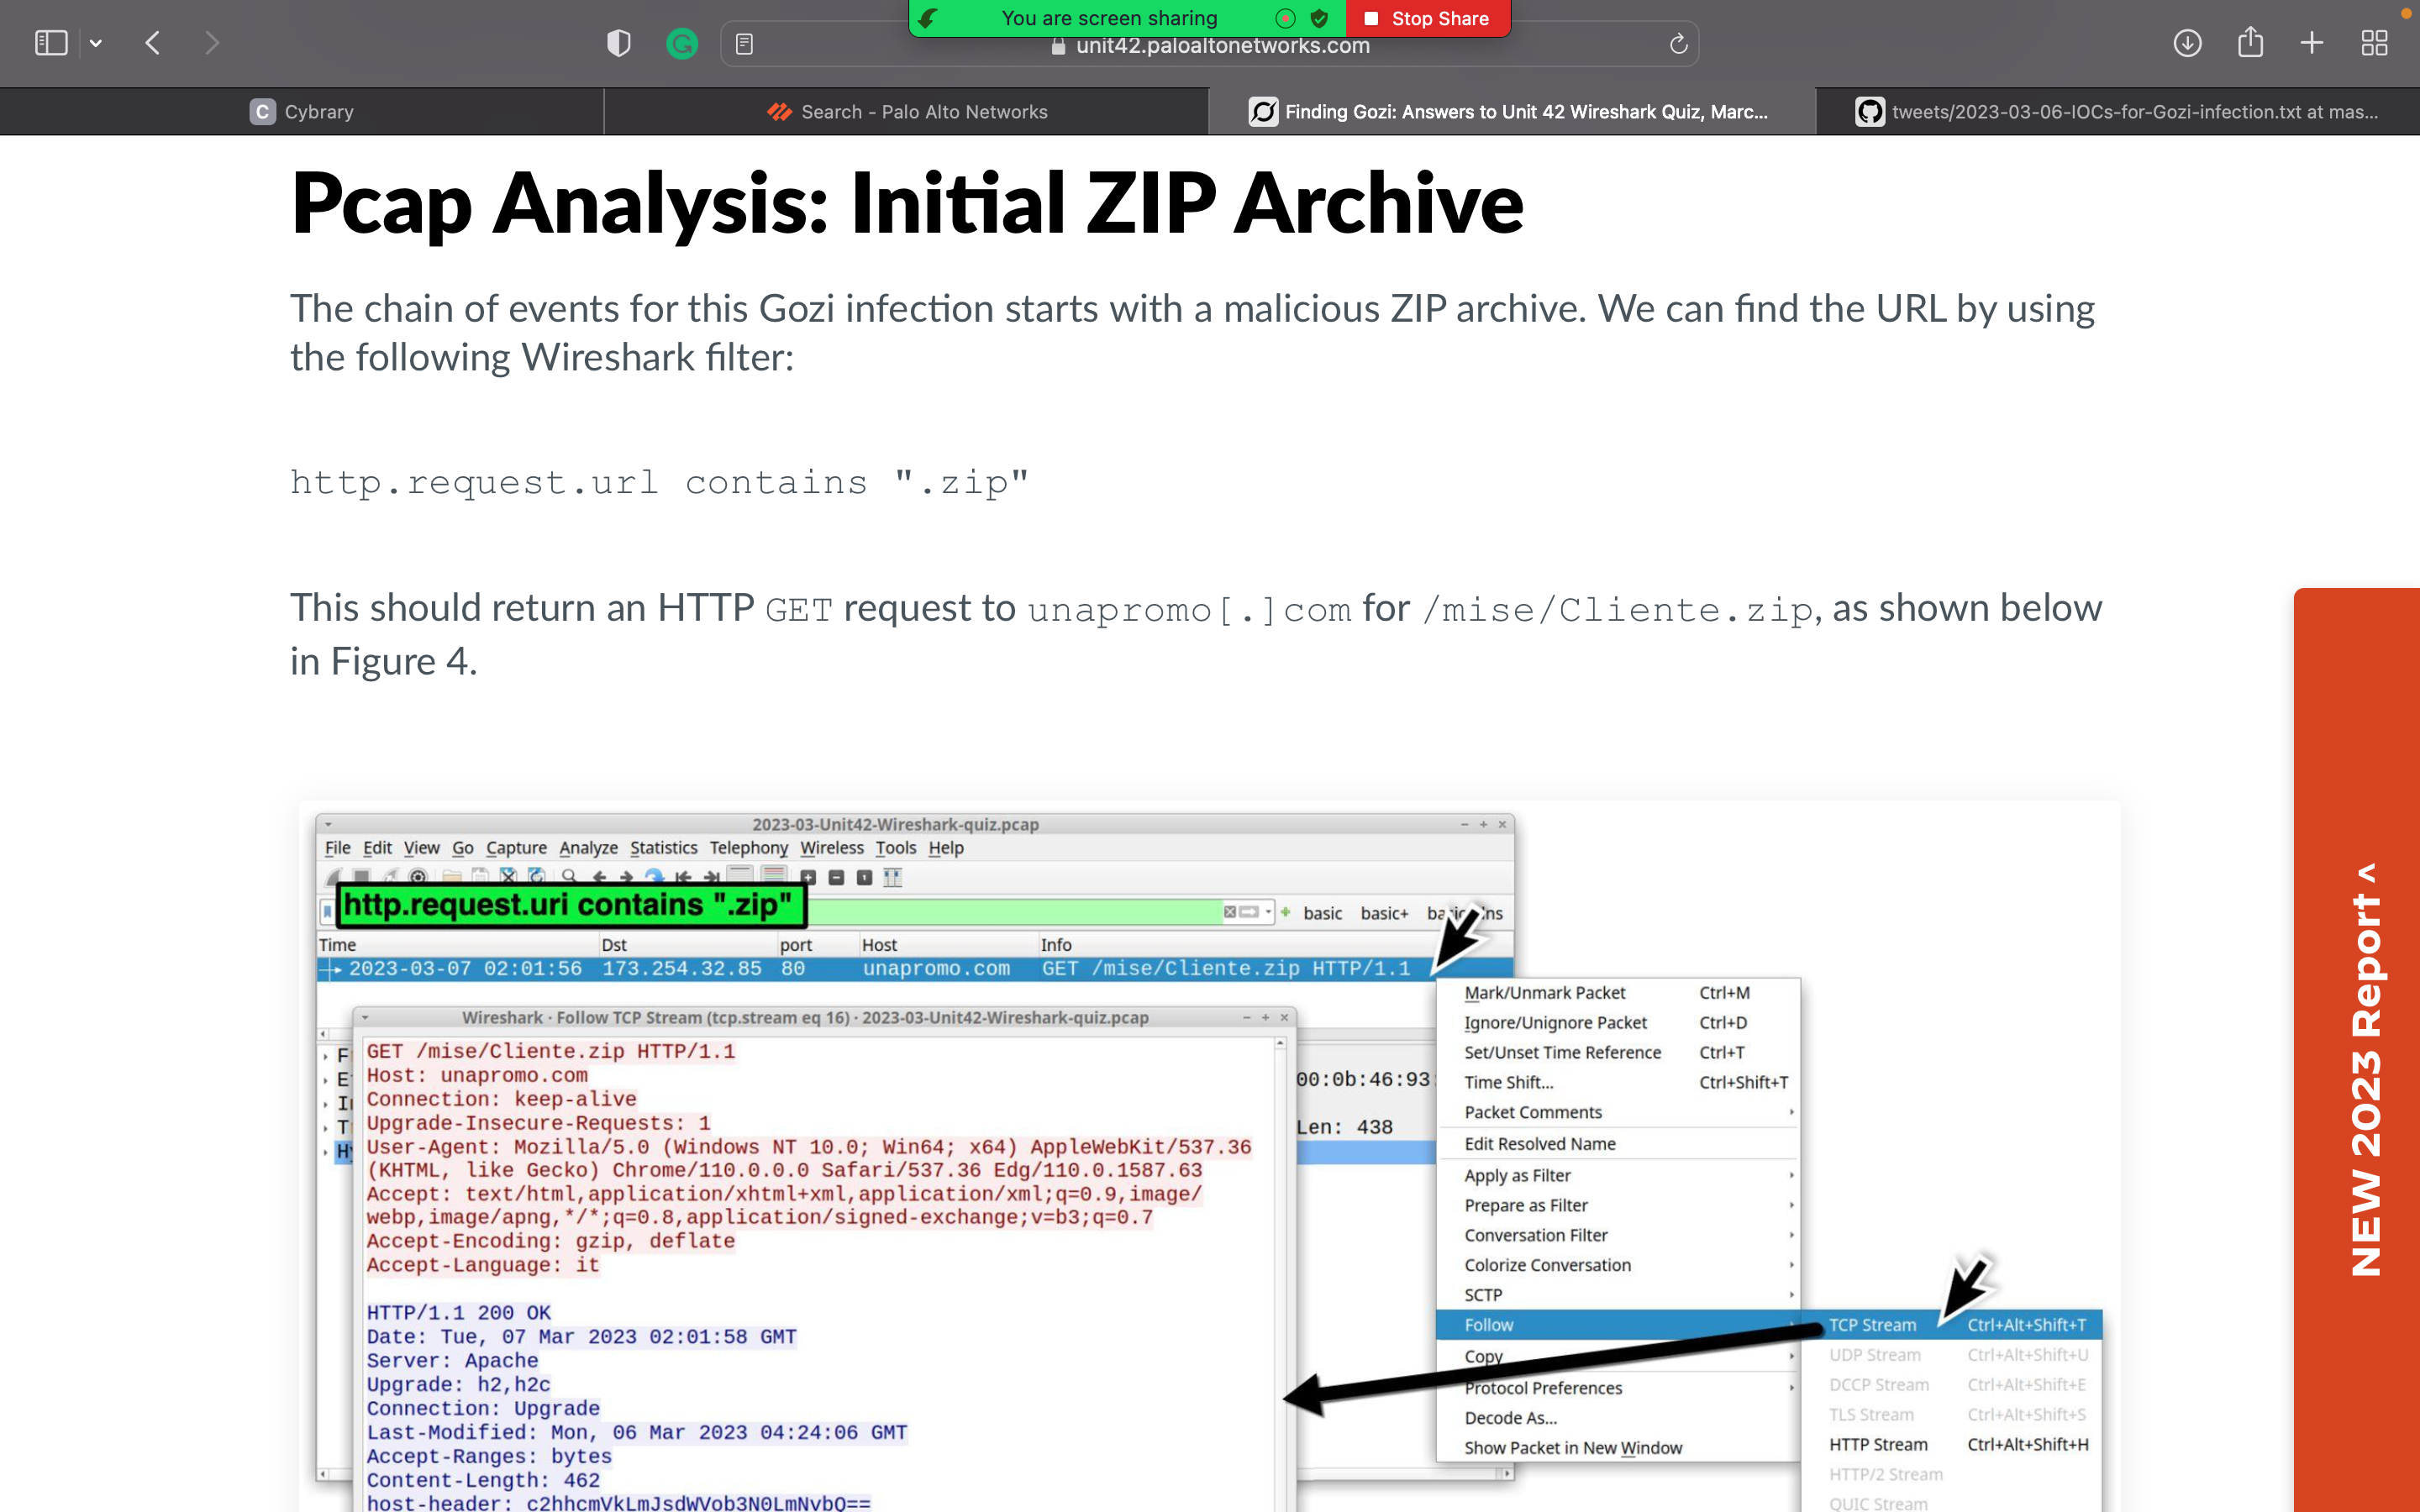 You are screen sharing
Stop Share
unit42.paloaltonetworks.com
C Cybrary
Search - Palo Alto Networks
Finding Gozi: Answers to Unit 42 Wireshark Quiz, Marc...
tweets/2023-03-06-IOCs-for-Gozi-infection.txt at mas...
Pcap Analysis: Initial ZIP Archive
The chain of events for this Gozi infection starts with a malicious ZIP archive. We can find the URL by using
the following Wireshark filter:
http.request.url contains ".zip"
This should return an HTTP GET request to unapromo[.]com for /mise/Cliente.zip, as shown below
in Figure 4.
NEW 2023 Report ^
2023-03-Unit42-Wireshark-quiz.pcap
File Edit View Go Capture Analyze Statistics Telephony Wireless Tools Help
http.request.uri contains ".zip"
basic basic+
Time Dst port Host Info
2023-03-07 02:01:56 173.254.32.85 80 unapromo.com GET /mise/Cliente.zip HTTP/1.1
Wireshark · Follow TCP Stream (tcp.stream eq 16) · 2023-03-Unit42-Wireshark-quiz.pcap
GET /mise/Cliente.zip HTTP/1.1
Host: unapromo.com
Connection: keep-alive
Upgrade-Insecure-Requests: 1
User-Agent: Mozilla/5.0 (Windows NT 10.0; Win64; x64) AppleWebKit/537.36
(KHTML, like Gecko) Chrome/110.0.0.0 Safari/537.36 Edg/110.0.1587.63
Accept: text/html,application/xhtml+xml,application/xml;q=0.9,image/
webp,image/apng,*/*;q=0.8,application/signed-exchange;v=b3;q=0.7
Accept-Encoding: gzip, deflate
Accept-Language: it
HTTP/1.1 200 OK
Date: Tue, 07 Mar 2023 02:01:58 GMT
Server: Apache
Upgrade: h2,h2c
Connection: Upgrade
Last-Modified: Mon, 06 Mar 2023 04:24:06 GMT
Accept-Ranges: bytes
Content-Length: 462
host-header: c2hhcmVkLmJsdWVob3N0LmNvbQ==
00:0b:46:93:
Len: 438
Mark/Unmark Packet Ctrl+M
Ignore/Unignore Packet Ctrl+D
Set/Unset Time Reference Ctrl+T
Time Shift... Ctrl+Shift+T
Packet Comments
Edit Resolved Name
Apply as Filter
Prepare as Filter
Conversation Filter
Colorize Conversation
SCTP
Follow
Copy
Protocol Preferences
Decode As...
Show Packet in New Window
TCP Stream Ctrl+Alt+Shift+T
UDP Stream Ctrl+Alt+Shift+U
DCCP Stream Ctrl+Alt+Shift+E
TLS Stream Ctrl+Alt+Shift+S
HTTP Stream Ctrl+Alt+Shift+H
HTTP/2 Stream
QUIC Stream